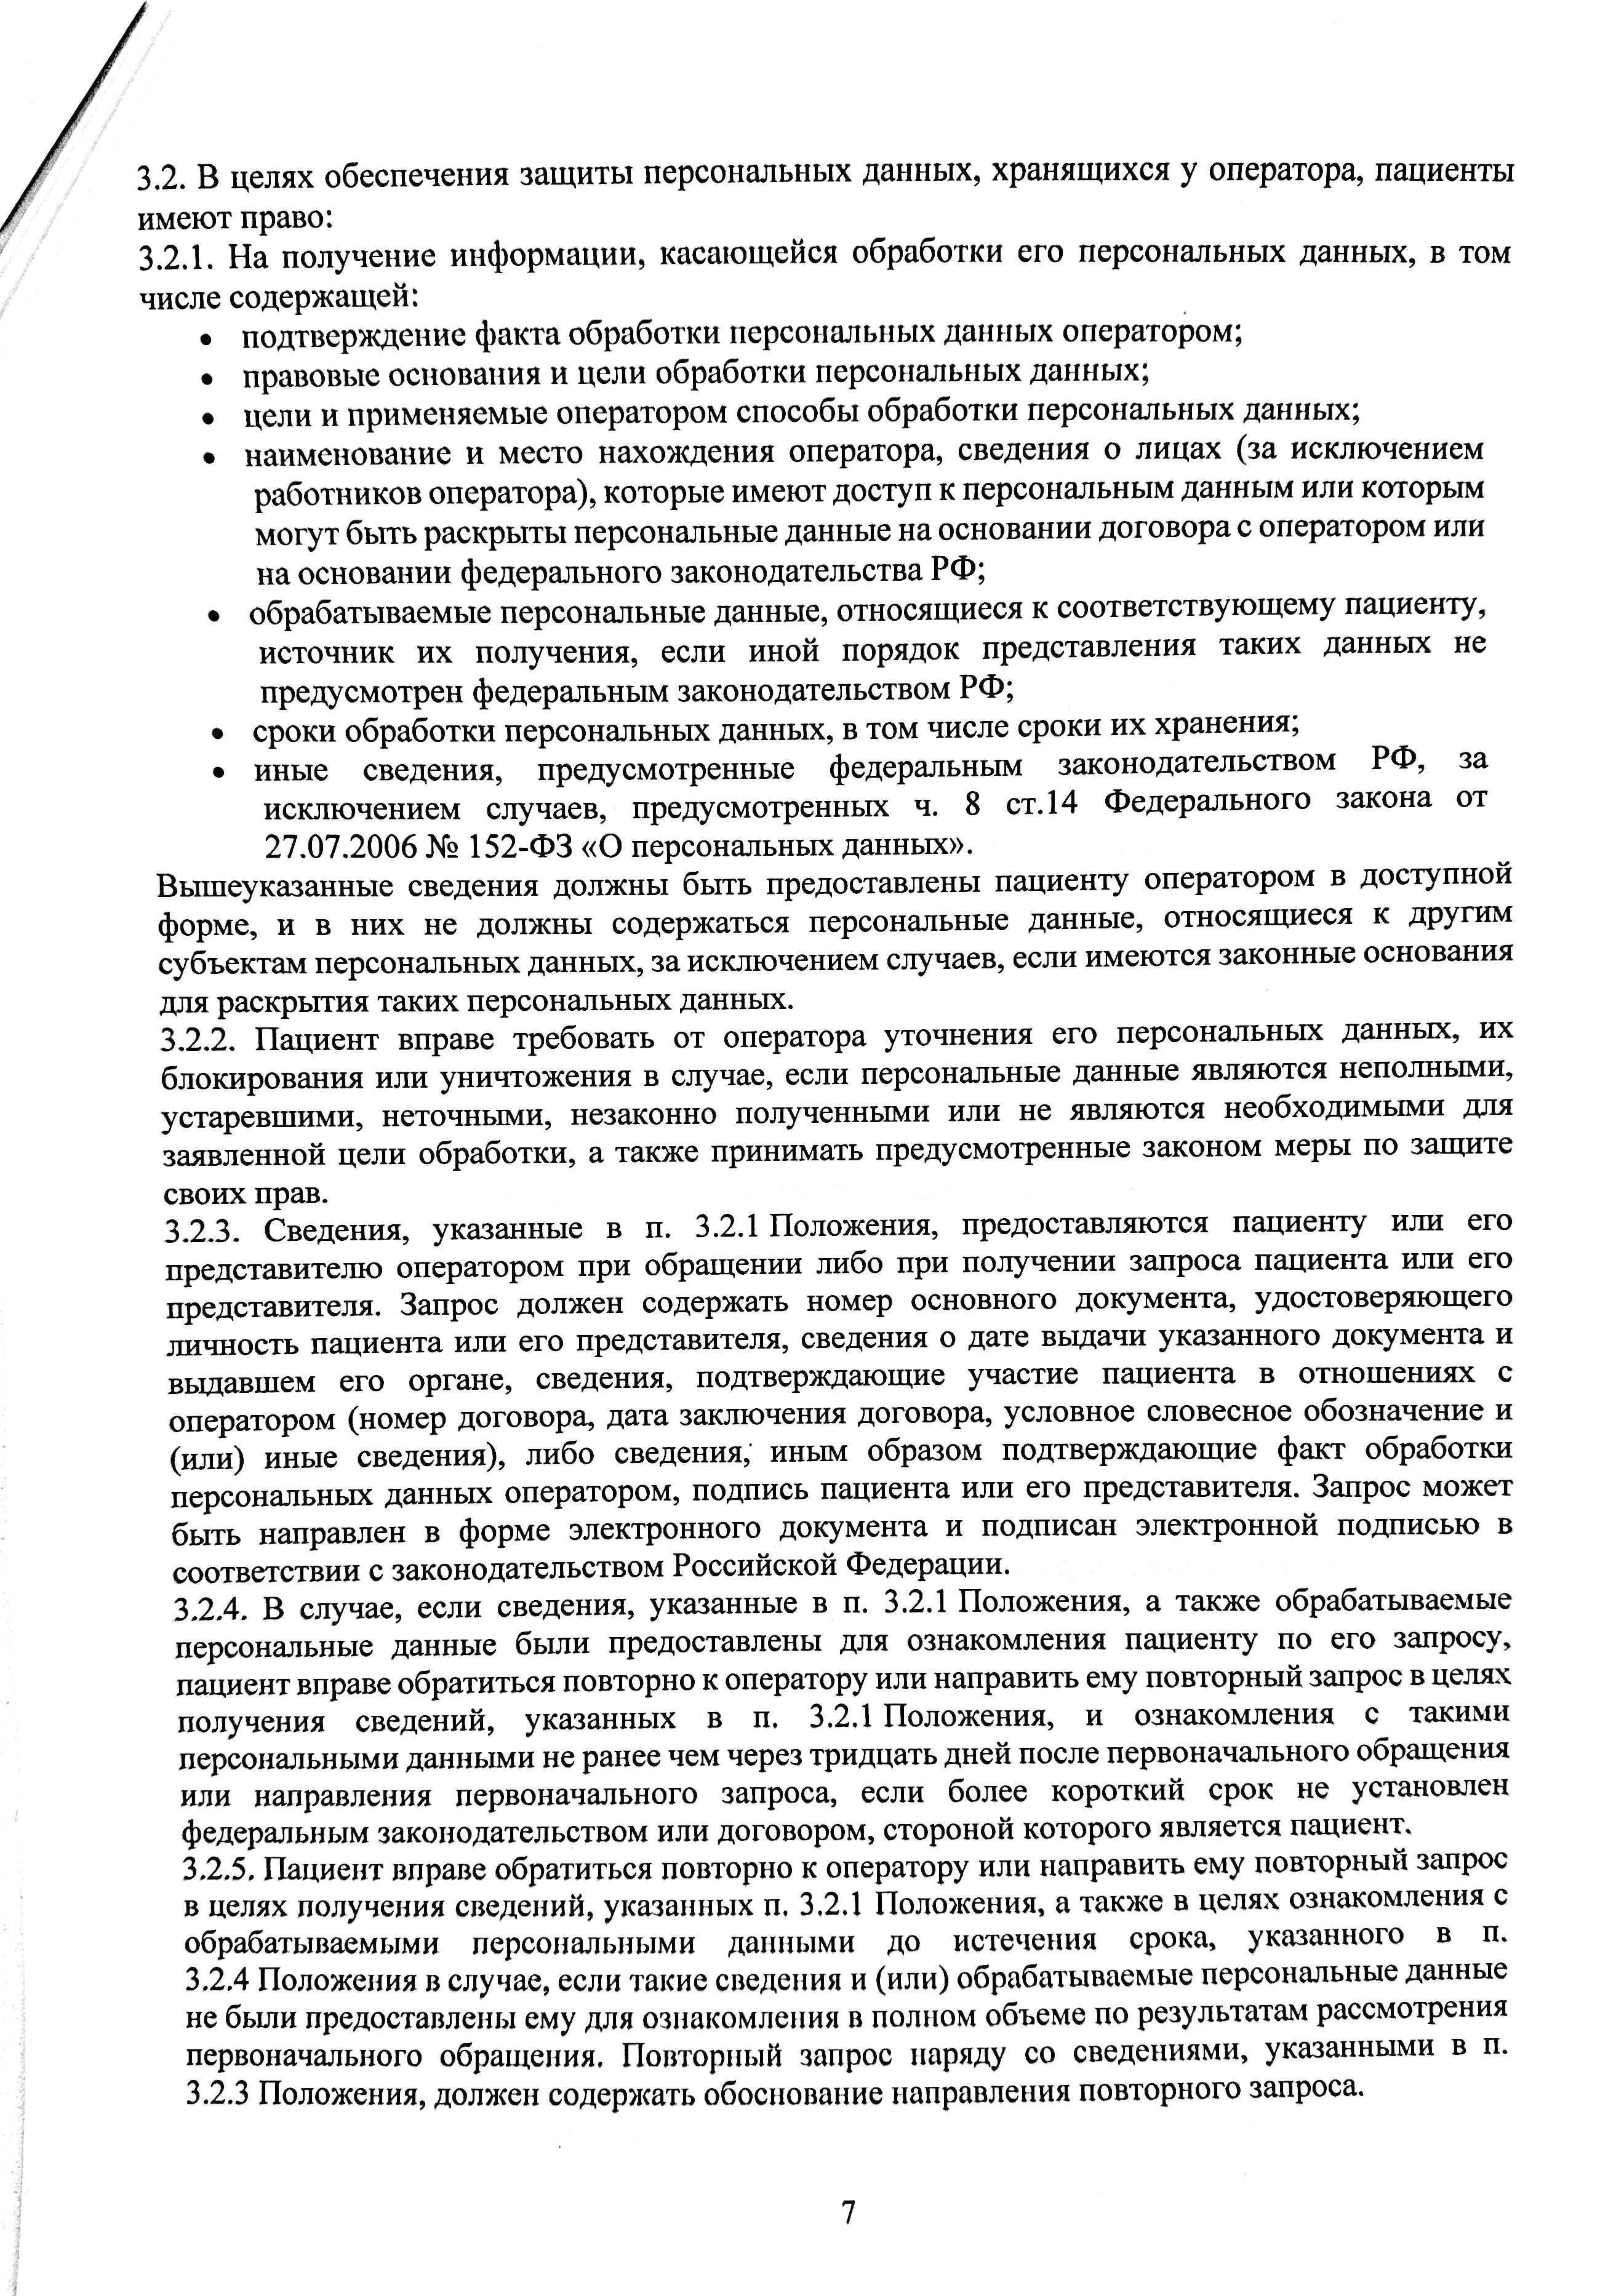 3.2. В целях обеспечения защиты персональных данных, хранящихся у оператора, пациенты
имеют право:
3.2.1. На получение информации, касающейся обработки его персональных данных, в том
числе содержащей:
• подтверждение факта обработки персональных данных оператором;
• правовые основания и цели обработки персональных данных;
• цели и применяемые оператором способы обработки персональных данных;
• наименование и место нахождения оператора, сведения о лицах (за исключением
работников оператора), которые имеют доступ к персональным данным или которым
могут быть раскрыты персональные данные на основании договора с оператором или
на основании федерального законодательства РФ;
• обрабатываемые персональные данные, относящиеся к соответствующему пациенту,
источник их получения, если иной порядок представления таких данных не
предусмотрен федеральным законодательством РФ;
• сроки обработки персональных данных, в том числе сроки их хранения;
• иные сведения, предусмотренные федеральным законодательством РФ, за
исключением случаев, предусмотренных ч. 8 ст.14 Федерального закона от
27.07.2006 № 152-ФЗ «О персональных данных».
Вышеуказанные сведения должны быть предоставлены пациенту оператором в доступной
форме, и в них не должны содержаться персональные данные, относящиеся к другим
субъектам персональных данных, за исключением случаев, если имеются законные основания
для раскрытия таких персональных данных.
3.2.2. Пациент вправе требовать от оператора уточнения его персональных данных, их
блокирования или уничтожения в случае, если персональные данные являются неполными,
устаревшими, неточными, незаконно полученными или не являются необходимыми для
заявленной цели обработки, а также принимать предусмотренные законом меры по защите
своих прав.
3.2.3. Сведения, указанные в п. 3.2.1 Положения, предоставляются пациенту или его
представителю оператором при обращении либо при получении запроса пациента или его
представителя. Запрос должен содержать номер основного документа, удостоверяющего
личность пациента или его представителя, сведения о дате выдачи указанного документа и
выдавшем его органе, сведения, подтверждающие участие пациента в отношениях с
оператором (номер договора, дата заключения договора, условное словесное обозначение и
(или) иные сведения), либо сведения, иным образом подтверждающие факт обработки
персональных данных оператором, подпись пациента или его представителя. Запрос может
быть направлен в форме электронного документа и подписан электронной подписью в
соответствии с законодательством Российской Федерации.
3.2.4. В случае, если сведения, указанные в п. 3.2.1 Положения, а также обрабатываемые
персональные данные были предоставлены для ознакомления пациенту по его запросу,
пациент вправе обратиться повторно к оператору или направить ему повторный запрос в целях
получения сведений, указанных в п. 3.2.1 Положения, и ознакомления с такими
персональными данными не ранее чем через тридцать дней после первоначального обращения
или направления первоначального запроса, если более короткий срок не установлен
федеральным законодательством или договором, стороной которого является пациент.
3.2.5. Пациент вправе обратиться повторно к оператору или направить ему повторный запрос
в целях получения сведений, указанных п. 3.2.1 Положения, а также в целях ознакомления с
обрабатываемыми персональными данными до истечения срока, указанного в п.
3.2.4 Положения в случае, если такие сведения и (или) обрабатываемые персональные данные
не были предоставлены ему для ознакомления в полном объеме по результатам рассмотрения
первоначального обращения. Повторный запрос наряду со сведениями, указанными в п.
3.2.3 Положения, должен содержать обоснование направления повторного запроса.
7